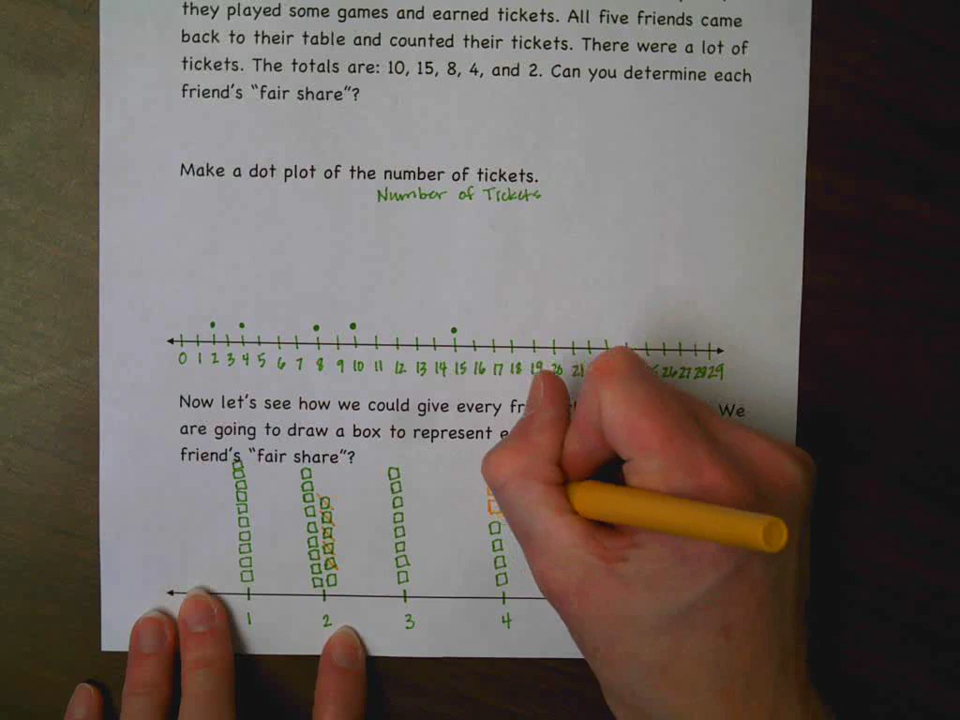 they played some games and earned tickets. All five friends came
back to their table and counted their tickets. There were a lot of
tickets. The totals are: 10, 15, 8, 4, and 2. Can you determine each
friend's "fair share"?
Make a dot plot of the number of tickets.
Number of Tickets
0 1 2 3 4 5 6 7 8 9 10 11 12 13 14 15 16 17 18 19 20 21 26 27 28 29
Now let's see how we could give every We
are going to draw a box to represent
friend's "fair share"?
1 2 3 4